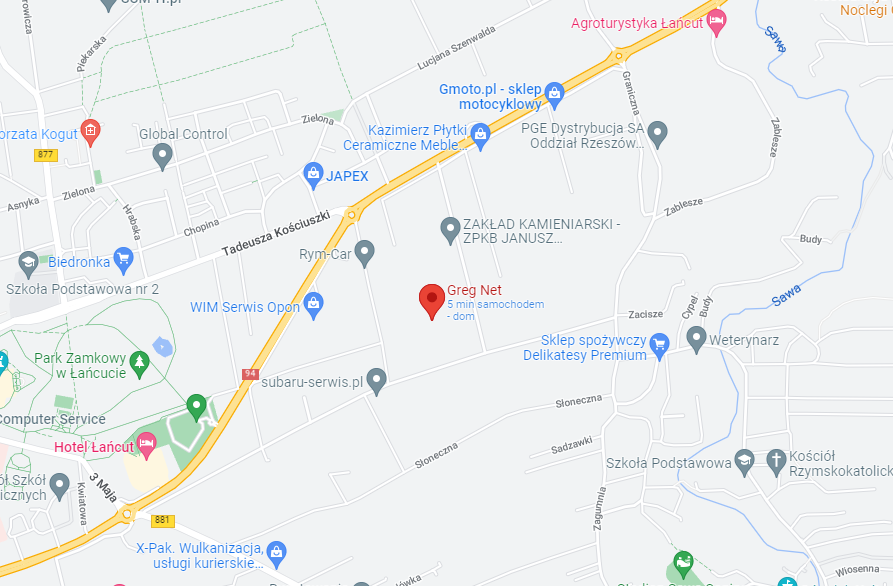 Piekarska
Lucjana Szenwalda
Agroturystyka Łańcut
Noclegi
Sawa
Gmoto.pl - sklep
motocyklowy
Graniczna
Zielona
Global Control
Kazimierz Płytki
Ceramiczne Meble...
PGE Dystrybucja SA
Oddział Rzeszów...
Zabłesze
Kogut
877
JAPEX
Zielona
Asnyka
Hrabska
Chopina
Tadeusza Kościuszki
Zabłesze
ZAKŁAD KAMIENIARSKI -
ZPKB JANUSZ...
Budy
Rym-Car
Biedronka
Szkoła Podstawowa nr 2
WIM Serwis Opon
Greg Net
5 min samochodem
- dom
Sawa
Cypel
Budy
Zacisze
Sklep spożywczy
Delikatesy Premium
Weterynarz
Park Zamkowy
w Łańcucie
94
subaru-serwis.pl
Słoneczna
Computer Service
Hotel Łańcut
Słoneczna
Sadzawki
Szkoła Podstawowa
Kościół
Rzymskokatolick
3 Maja
Kwiatowa
Zagumnia
881
X-Pak. Wulkanizacja,
usługi kurierskie...
Wiosenna